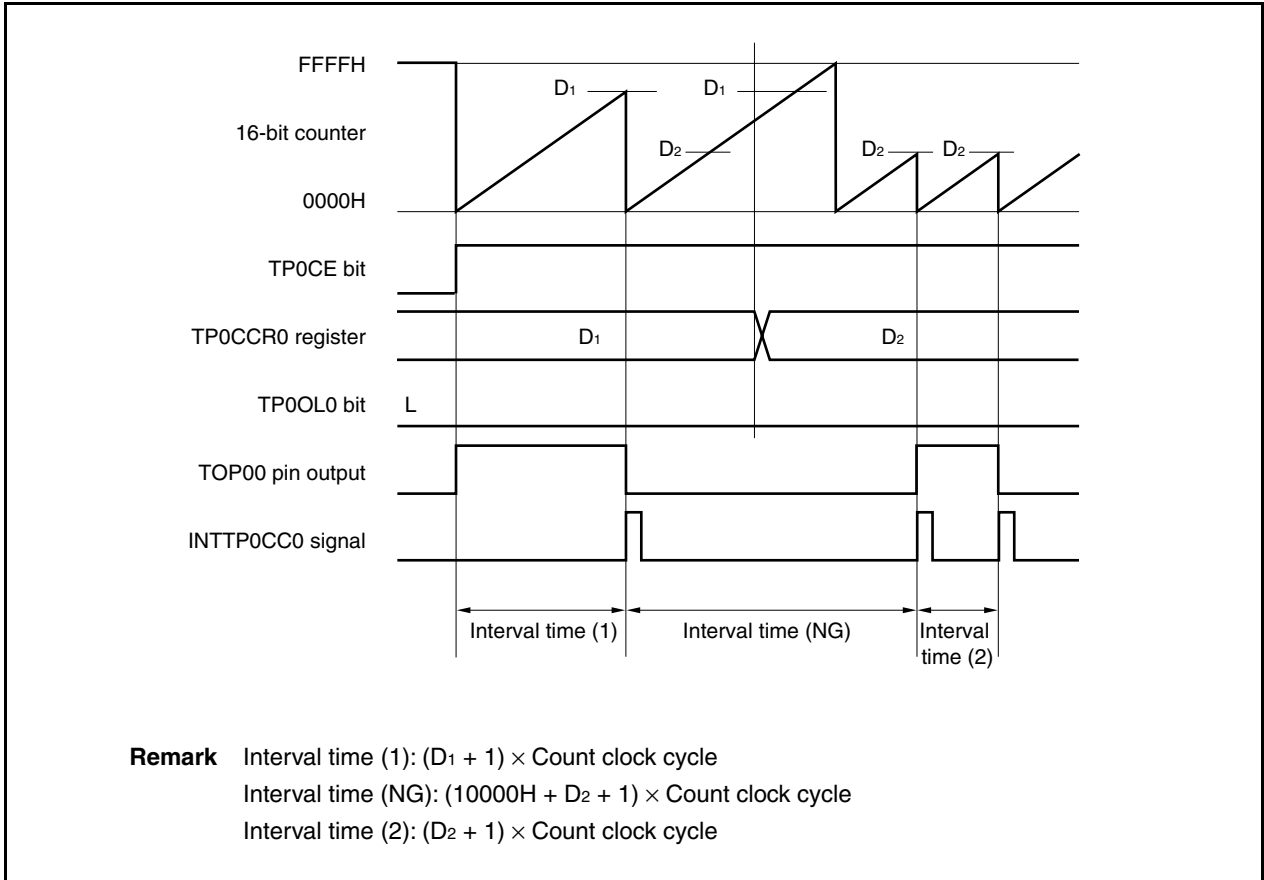 FFFFH
D1 D1
16-bit counter
D2 D2 D2
0000H
TP0CE bit
TP0CCR0 register D1 D2
TP0OL0 bit L
TOP00 pin output
INTTP0CC0 signal
Interval time (1) Interval time (NG) Interval
time (2)
Remark Interval time (1): (D1 + 1) × Count clock cycle
Interval time (NG): (10000H + D2 + 1) × Count clock cycle
Interval time (2): (D2 + 1) × Count clock cycle